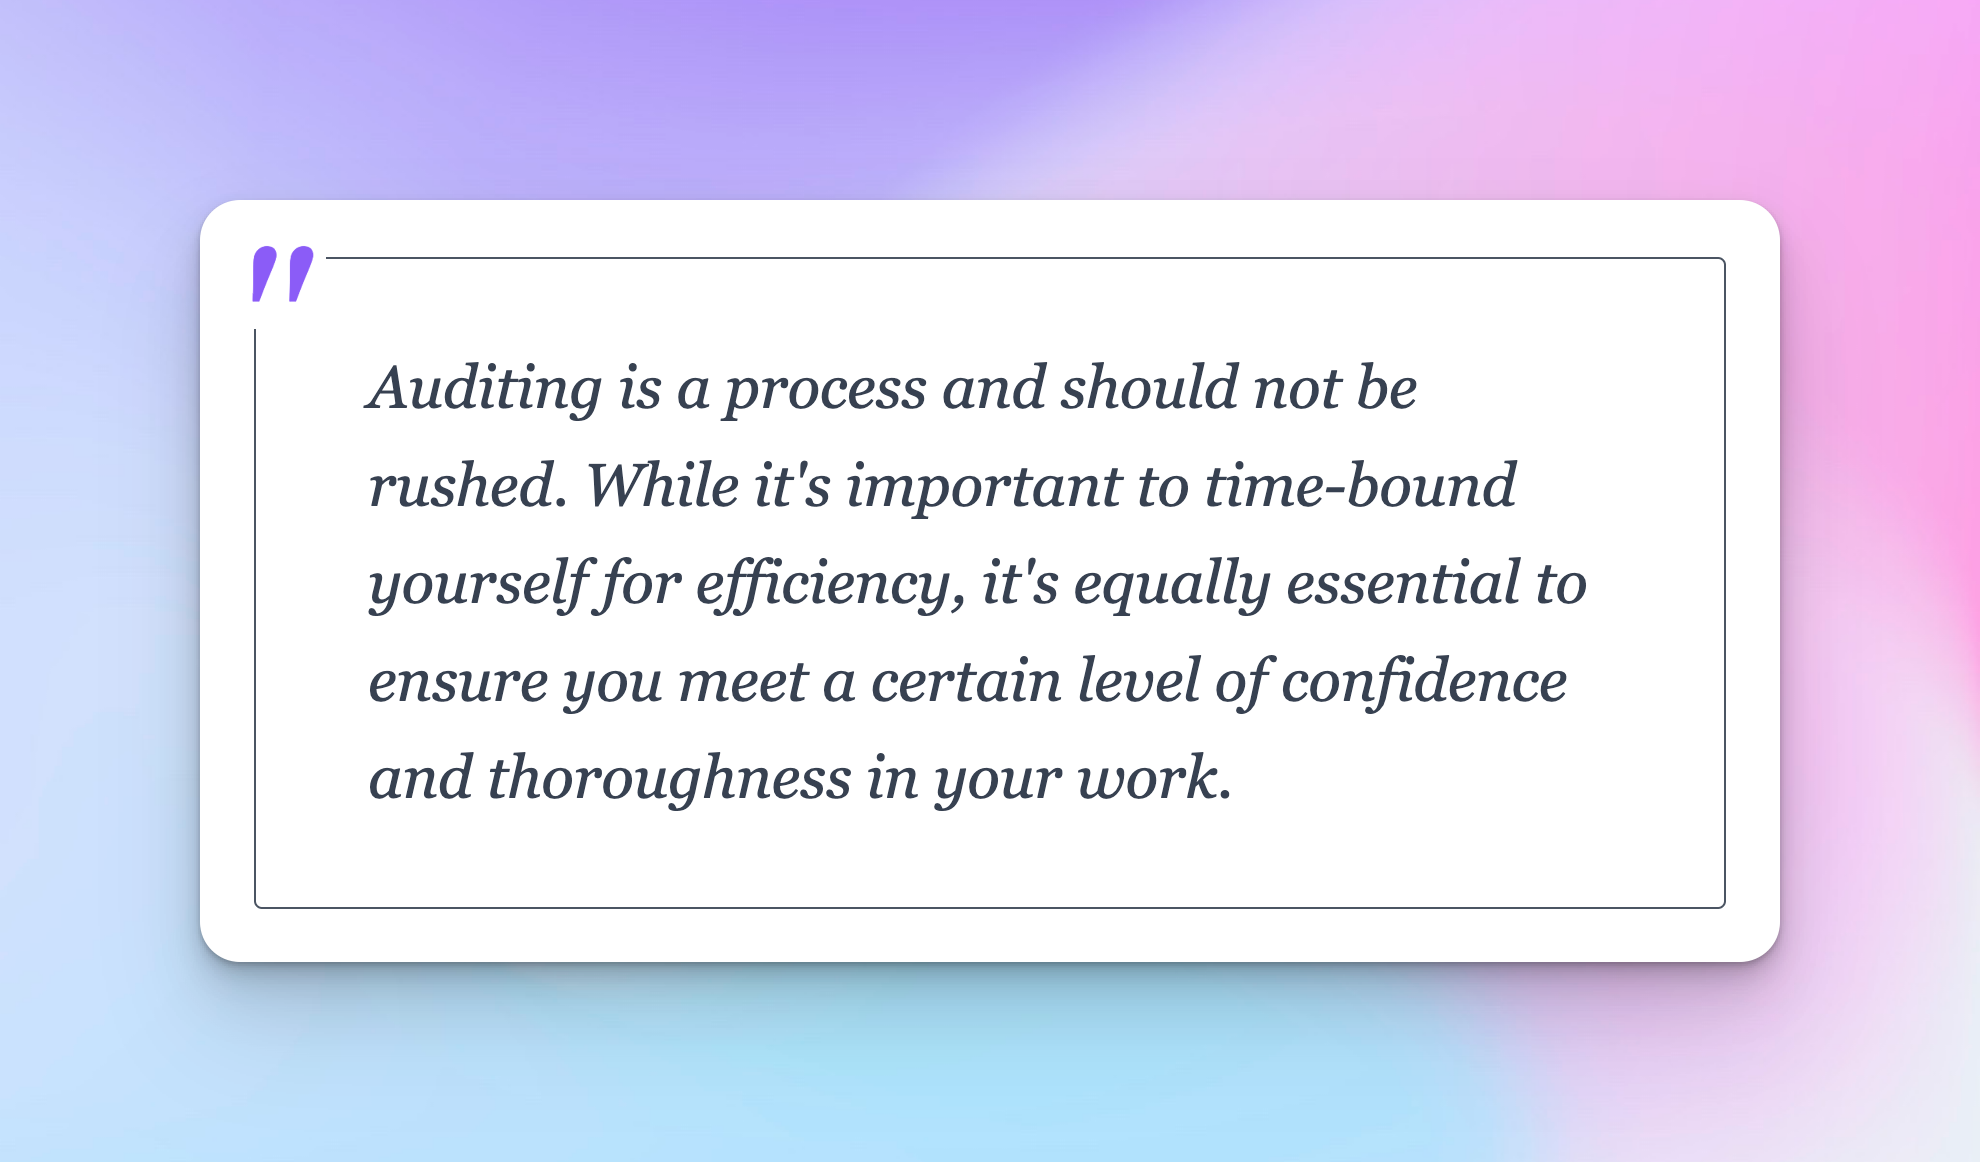 "
Auditing is a process and should not be
rushed. While it's important to time-bound
yourself for efficiency, it's equally essential to
ensure you meet a certain level of confidence
and thoroughness in your work.